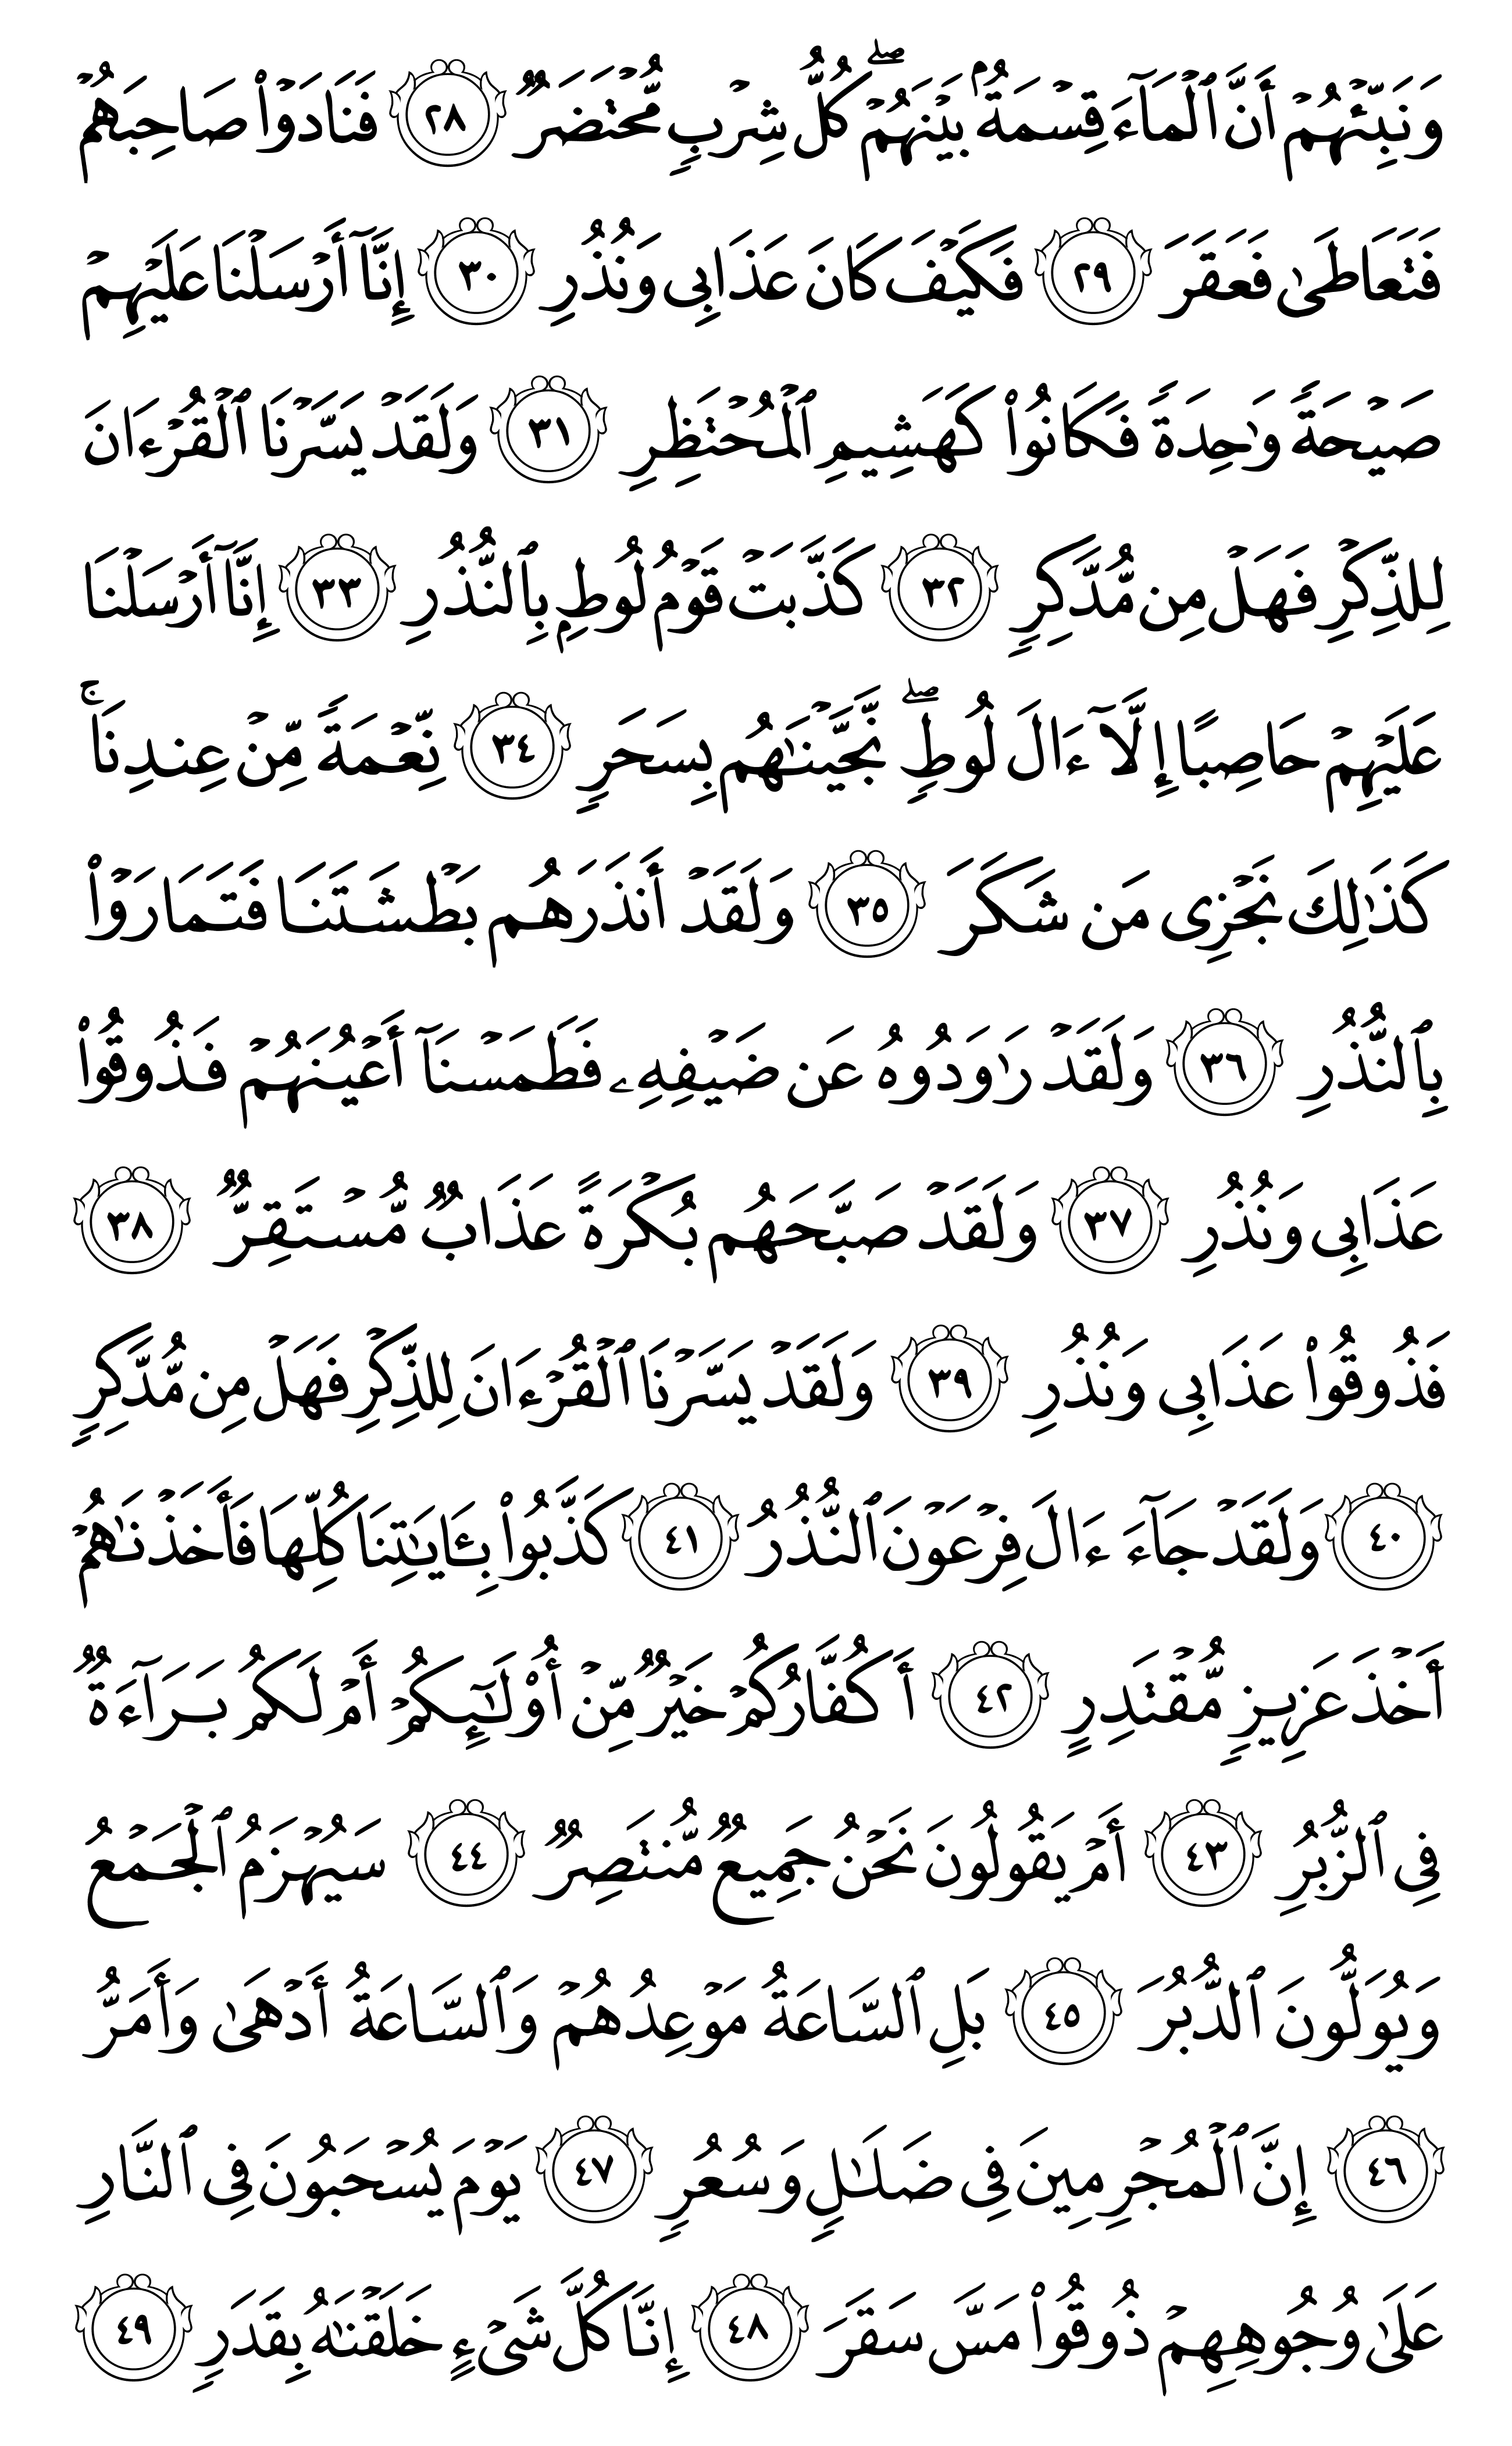 وَنَبِّئْهُمْ أَنَّ ٱلْمَآءَ قِسْمَةٌۢ بَيْنَهُمْ ۖ كُلُّ شِرْبٍ مُّحْتَضَرٌ ٢٨ فَنَادَوْا۟ صَاحِبَهُمْ
فَتَعَاطَىٰ فَعَقَرَ ٢٩ فَكَيْفَ كَانَ عَذَابِى وَنُذُرِ ٣٠ إِنَّآ أَرْسَلْنَا عَلَيْهِمْ
صَيْحَةً وَٰحِدَةً فَكَانُوا۟ كَهَشِيمِ ٱلْمُحْتَظِرِ ٣١ وَلَقَدْ يَسَّرْنَا ٱلْقُرْءَانَ
لِلذِّكْرِ فَهَلْ مِن مُّدَّكِرٍ ٣٢ كَذَّبَتْ قَوْمُ لُوطٍۭ بِٱلنُّذُرِ ٣٣ إِنَّآ أَرْسَلْنَا
عَلَيْهِمْ حَاصِبًا إِلَّآ ءَالَ لُوطٍ ۖ نَّجَّيْنَٰهُم بِسَحَرٍ ٣٤ نِّعْمَةً مِّنْ عِندِنَا ۚ
كَذَٰلِكَ نَجْزِى مَن شَكَرَ ٣٥ وَلَقَدْ أَنذَرَهُم بَطْشَتَنَا فَتَمَارَوْا۟
بِٱلنُّذُرِ ٣٦ وَلَقَدْ رَٰوَدُوهُ عَن ضَيْفِهِۦ فَطَمَسْنَآ أَعْيُنَهُمْ فَذُوقُوا۟
عَذَابِى وَنُذُرِ ٣٧ وَلَقَدْ صَبَّحَهُم بُكْرَةً عَذَابٌ مُّسْتَقِرٌّ ٣٨
فَذُوقُوا۟ عَذَابِى وَنُذُرِ ٣٩ وَلَقَدْ يَسَّرْنَا ٱلْقُرْءَانَ لِلذِّكْرِ فَهَلْ مِن مُّدَّكِرٍ
٤٠ وَلَقَدْ جَآءَ ءَالَ فِرْعَوْنَ ٱلنُّذُرُ ٤١ كَذَّبُوا۟ بِـَٔايَٰتِنَا كُلِّهَا فَأَخَذْنَٰهُمْ
أَخْذَ عَزِيزٍ مُّقْتَدِرٍ ٤٢ أَكُفَّارُكُمْ خَيْرٌ مِّنْ أُو۟لَٰٓئِكُمْ أَمْ لَكُم بَرَآءَةٌ
فِى ٱلزُّبُرِ ٤٣ أَمْ يَقُولُونَ نَحْنُ جَمِيعٌ مُّنتَصِرٌ ٤٤ سَيُهْزَمُ ٱلْجَمْعُ
وَيُوَلُّونَ ٱلدُّبُرَ ٤٥ بَلِ ٱلسَّاعَةُ مَوْعِدُهُمْ وَٱلسَّاعَةُ أَدْهَىٰ وَأَمَرُّ
٤٦ إِنَّ ٱلْمُجْرِمِينَ فِى ضَلَٰلٍ وَسُعُرٍ ٤٧ يَوْمَ يُسْحَبُونَ فِى ٱلنَّارِ
عَلَىٰ وُجُوهِهِمْ ذُوقُوا۟ مَسَّ سَقَرَ ٤٨ إِنَّا كُلَّ شَىْءٍ خَلَقْنَٰهُ بِقَدَرٍ ٤٩